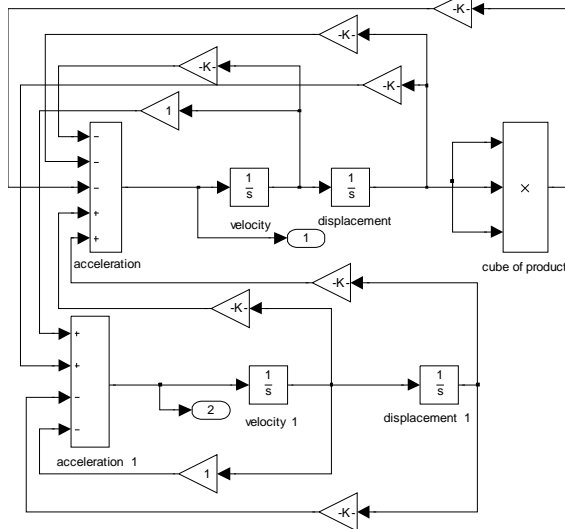 -K-
-K-
-K-
-K-
1
−
−
−
+
+
1
s
1
s
×
velocity
displacement
1
acceleration
cube of product
-K-
-K-
+
+
−
−
1
s
1
s
2
velocity 1
displacement 1
acceleration 1
1
-K-